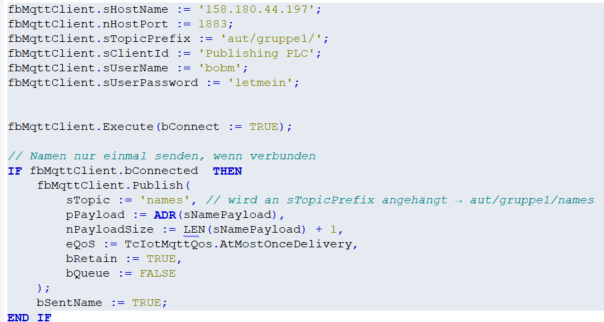 fbMqttClient.sHostName := '158.180.44.197';
fbMqttClient.nHostPort := 1883;
fbMqttClient.sTopicPrefix := 'aut/gruppe1/';
fbMqttClient.sClientId := 'Publishing PLC';
fbMqttClient.sUserName := 'bobm';
fbMqttClient.sUserPassword := 'letmein';
fbMqttClient.Execute(bConnect := TRUE);
// Namen nur einmal senden, wenn verbunden
IF fbMqttClient.bConnected THEN
fbMqttClient.Publish(
sTopic := 'names', // wird an sTopicPrefix angehängt → aut/gruppe1/names
pPayload := ADR(sNamePayload),
nPayloadSize := LEN(sNamePayload) + 1,
eQoS := TcIotMqttQos.AtMostOnceDelivery,
bRetain := TRUE,
bQueue := FALSE
);
bSentName := TRUE;
END_IF